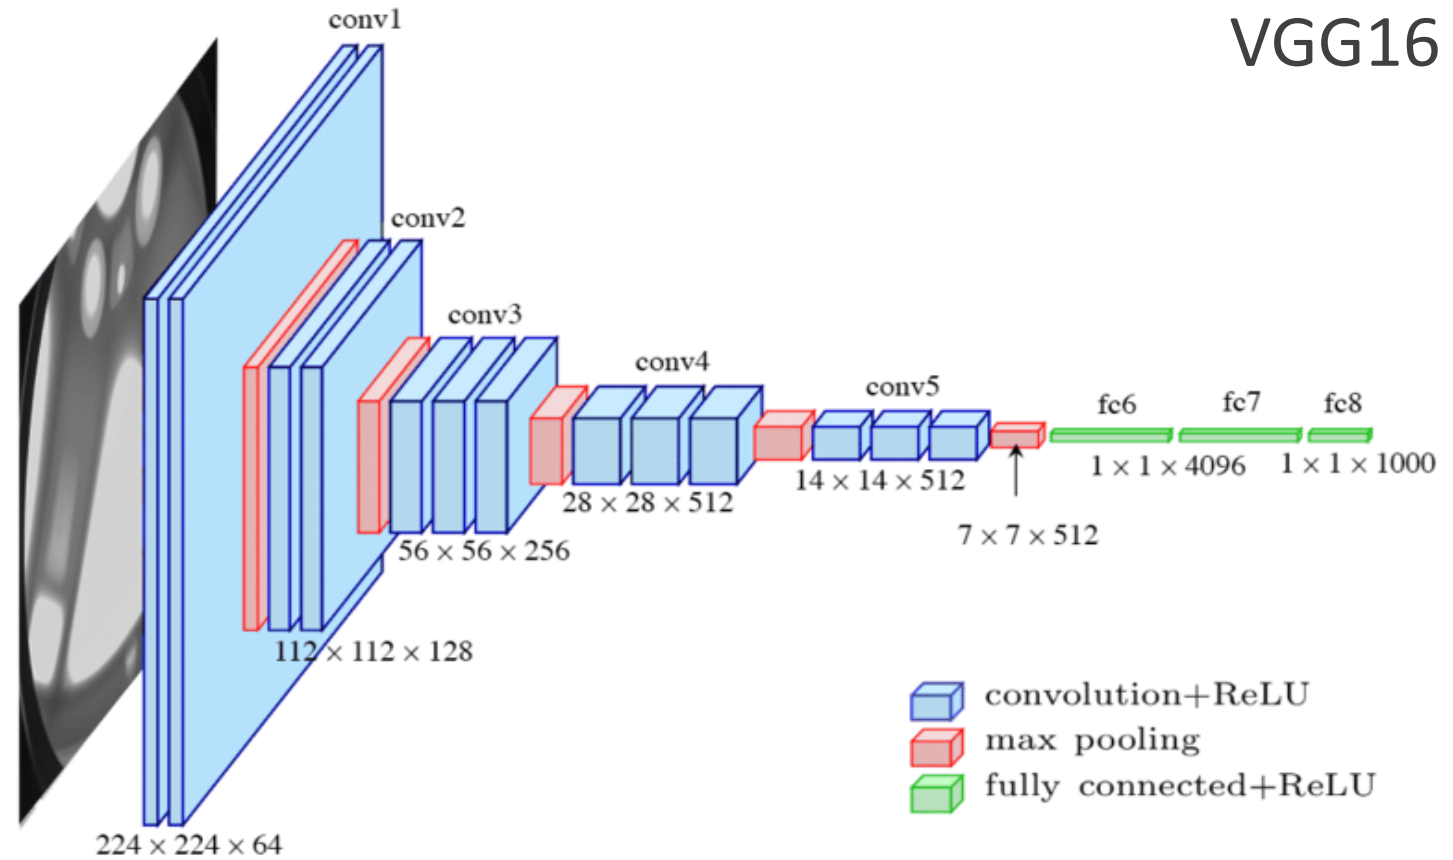 VGG16
conv1
conv2
conv3
conv4
conv5
fc6
fc7
fc8
1 × 1 × 4096
1 × 1 × 1000
14 × 14 × 512
28 × 28 × 512
7 × 7 × 512
56 × 56 × 256
112 × 112 × 128
224 × 224 × 64
convolution+ReLU
max pooling
fully connected+ReLU